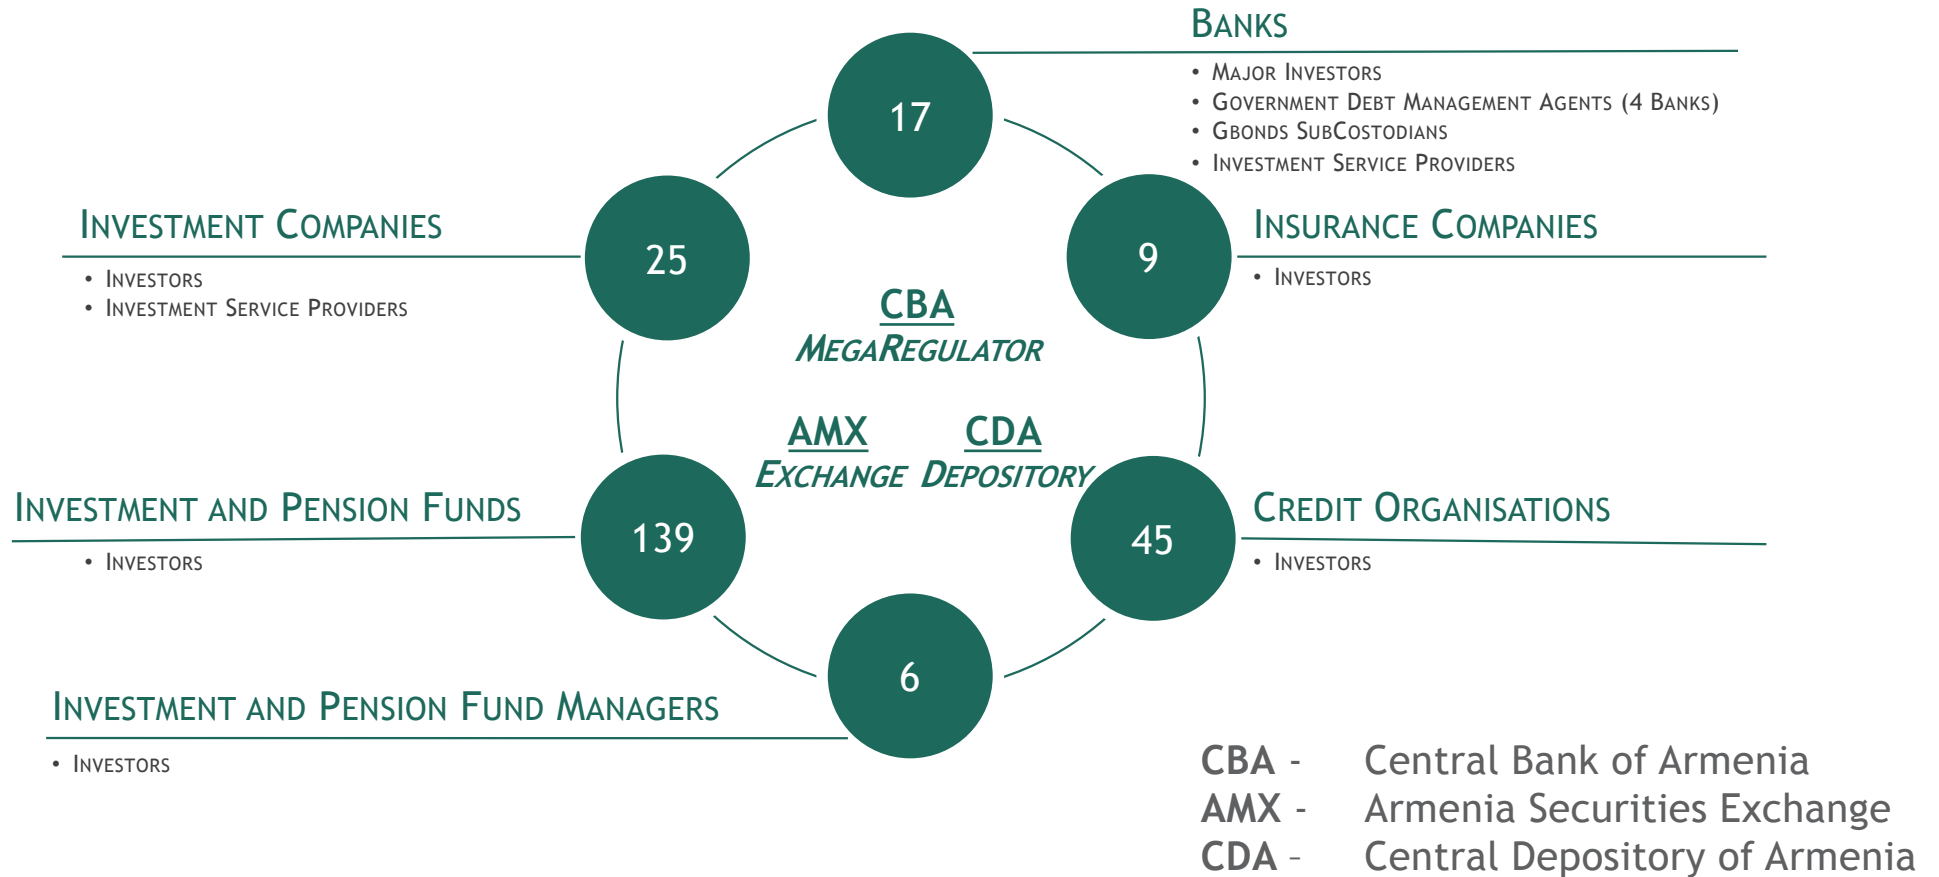 BANKS
• MAJOR INVESTORS
• GOVERNMENT DEBT MANAGEMENT AGENTS (4 BANKS)
• GBONDS SUBCOSTODIANS
• INVESTMENT SERVICE PROVIDERS
17
INVESTMENT COMPANIES
• INVESTORS
• INVESTMENT SERVICE PROVIDERS
25
9
INSURANCE COMPANIES
• INVESTORS
CBA
MEGAREGULATOR
AMX
EXCHANGE
CDA
DEPOSITORY
INVESTMENT AND PENSION FUNDS
• INVESTORS
139
45
CREDIT ORGANISATIONS
• INVESTORS
6
INVESTMENT AND PENSION FUND MANAGERS
• INVESTORS
CBA - Central Bank of Armenia
AMX - Armenia Securities Exchange
CDA – Central Depository of Armenia